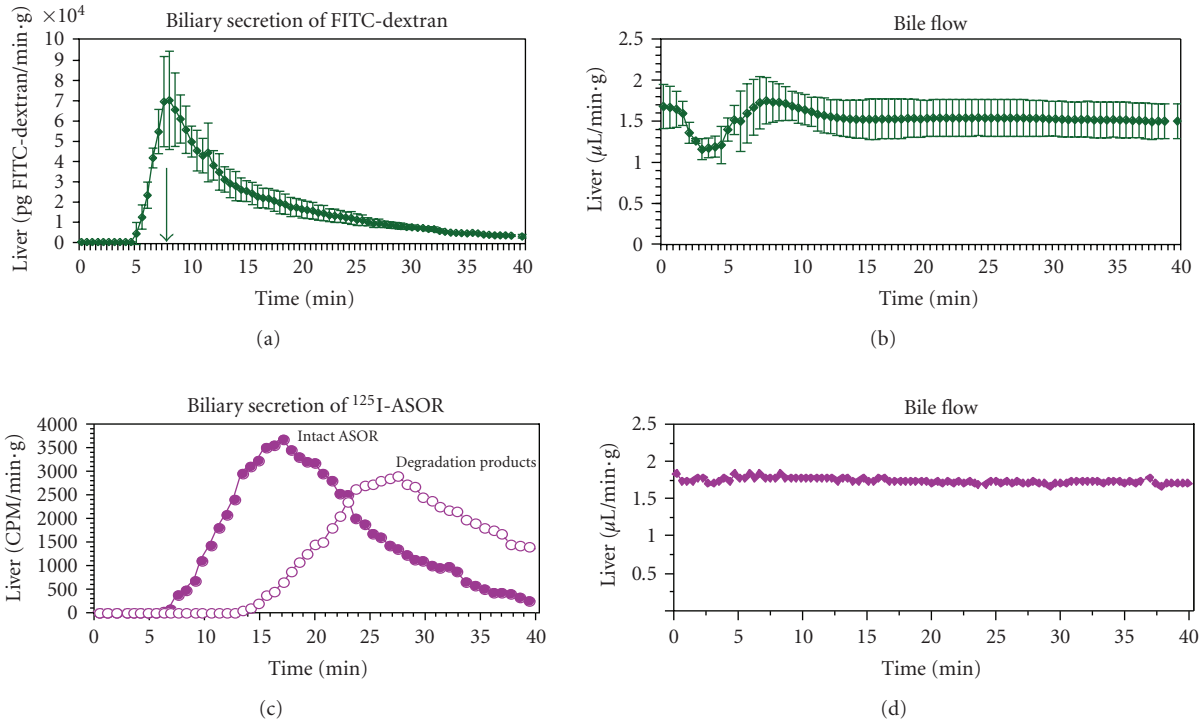 ×10⁴
Biliary secretion of FITC-dextran
Liver (pg FITC-dextran/min·g)
10
9
8
7
6
5
4
3
2
1
0
0 5 10 15 20 25 30 35 40
Time (min)
(a)
Bile flow
Liver (µL/min·g)
2.5
2
1.5
1
0.5
0
0 5 10 15 20 25 30 35 40
Time (min)
(b)
Biliary secretion of ¹²⁵I-ASOR
Liver (CPM/min·g)
4000
3500
3000
2500
2000
1500
1000
500
0
Intact ASOR
Degradation products
0 5 10 15 20 25 30 35 40
Time (min)
(c)
Bile flow
Liver (µL/min·g)
2.5
2
1.5
1
0.5
0 5 10 15 20 25 30 35 40
Time (min)
(d)